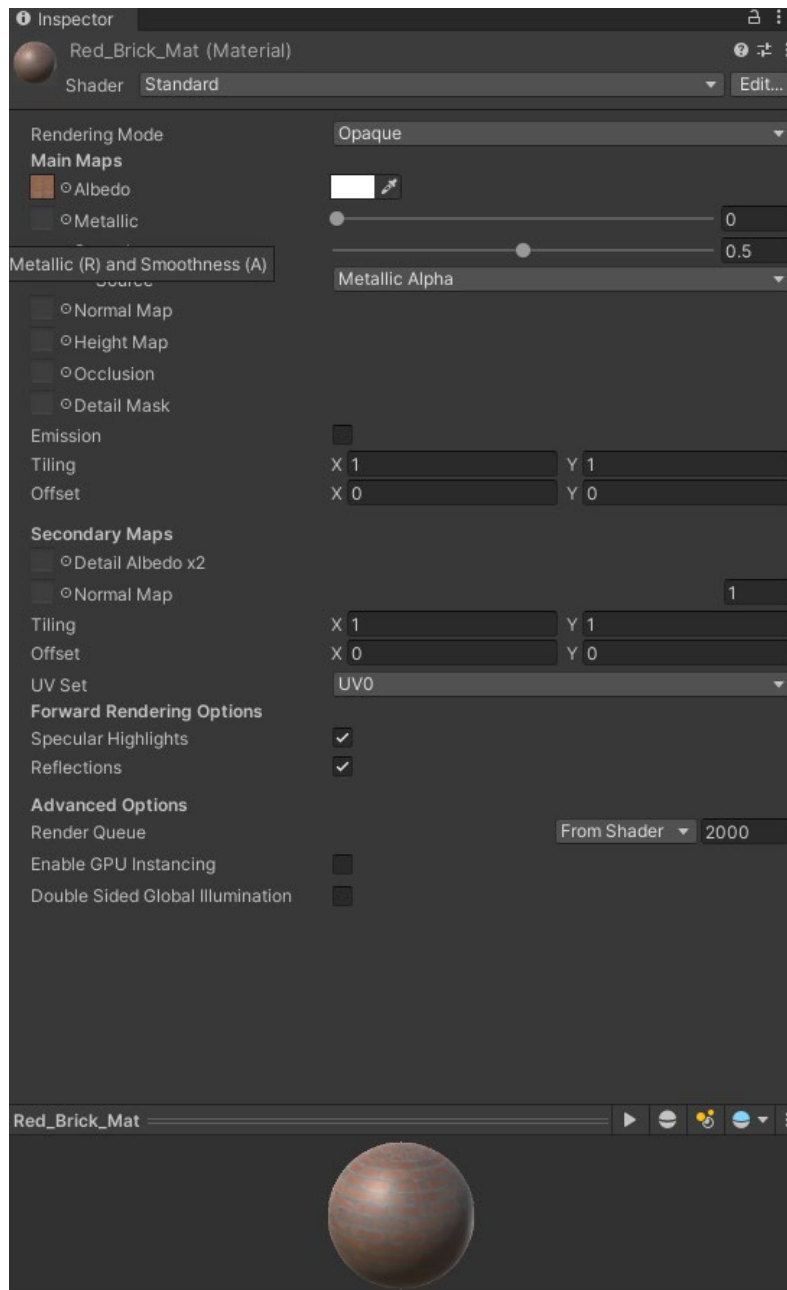 Inspector
Red_Brick_Mat (Material)
Shader Standard Edit...
Rendering Mode Opaque
Main Maps
Albedo
Metallic 0
0.5
Metallic (R) and Smoothness (A)
Source Metallic Alpha
Normal Map
Height Map
Occlusion
Detail Mask
Emission
Tiling X 1 Y 1
Offset X 0 Y 0
Secondary Maps
Detail Albedo x2
Normal Map 1
Tiling X 1 Y 1
Offset X 0 Y 0
UV Set UV0
Forward Rendering Options
Specular Highlights
Reflections
Advanced Options
Render Queue From Shader 2000
Enable GPU Instancing
Double Sided Global Illumination
Red_Brick_Mat